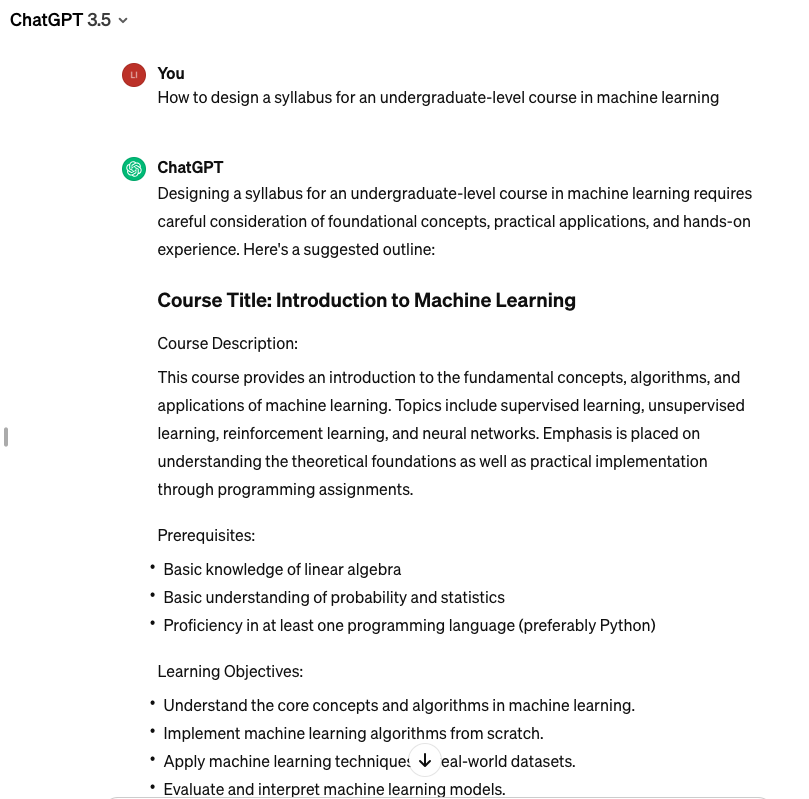 ChatGPT 3.5
LI
You
How to design a syllabus for an undergraduate-level course in machine learning
ChatGPT
Designing a syllabus for an undergraduate-level course in machine learning requires
careful consideration of foundational concepts, practical applications, and hands-on
experience. Here's a suggested outline:
Course Title: Introduction to Machine Learning
Course Description:
This course provides an introduction to the fundamental concepts, algorithms, and
applications of machine learning. Topics include supervised learning, unsupervised
learning, reinforcement learning, and neural networks. Emphasis is placed on
understanding the theoretical foundations as well as practical implementation
through programming assignments.
Prerequisites:
• Basic knowledge of linear algebra
• Basic understanding of probability and statistics
• Proficiency in at least one programming language (preferably Python)
Learning Objectives:
• Understand the core concepts and algorithms in machine learning.
• Implement machine learning algorithms from scratch.
• Apply machine learning techniques eal-world datasets.
• Evaluate and interpret machine learning models.